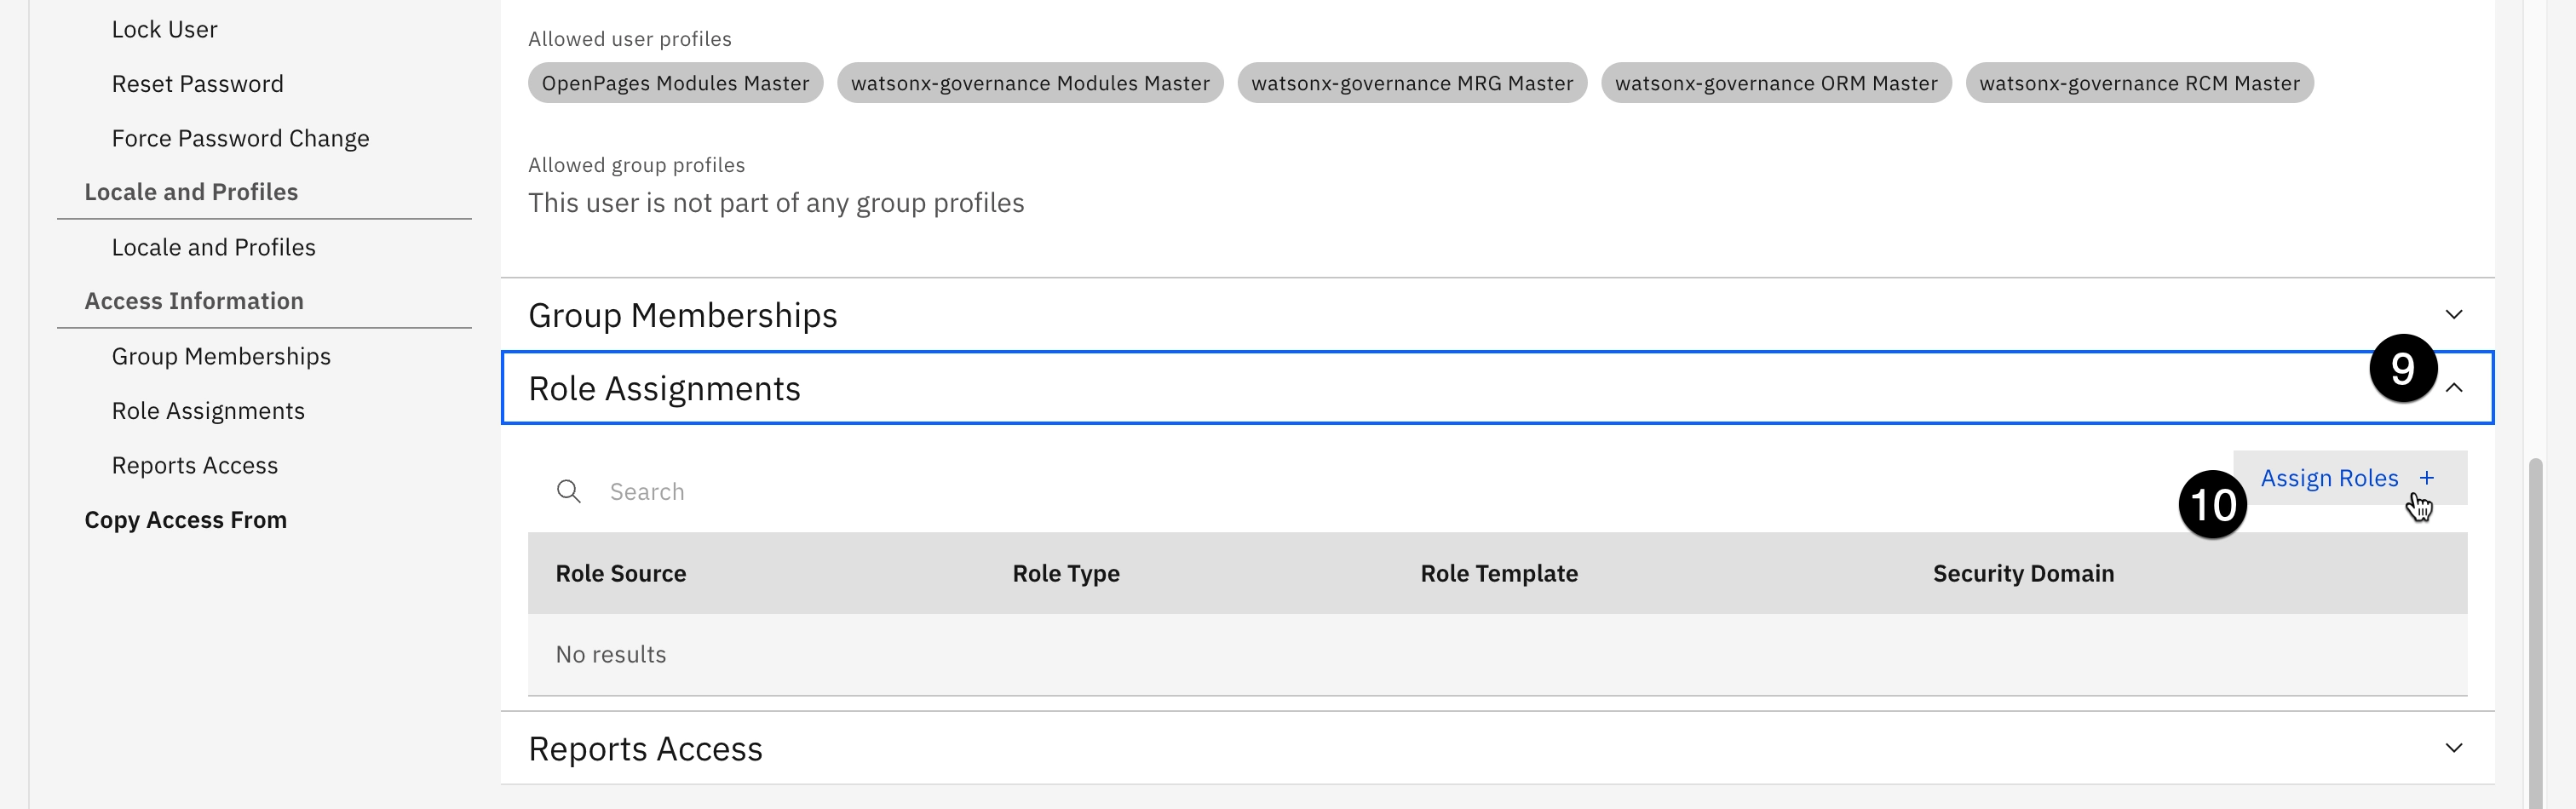 Lock User
Reset Password
Force Password Change
Locale and Profiles
Locale and Profiles
Access Information
Group Memberships
Role Assignments
Reports Access
Copy Access From
Allowed user profiles
OpenPages Modules Master watsonx-governance Modules Master watsonx-governance MRG Master watsonx-governance ORM Master watsonx-governance RCM Master
Allowed group profiles
This user is not part of any group profiles
Group Memberships
Role Assignments 9
Search 10 Assign Roles +
Role Source Role Type Role Template Security Domain
No results
Reports Access